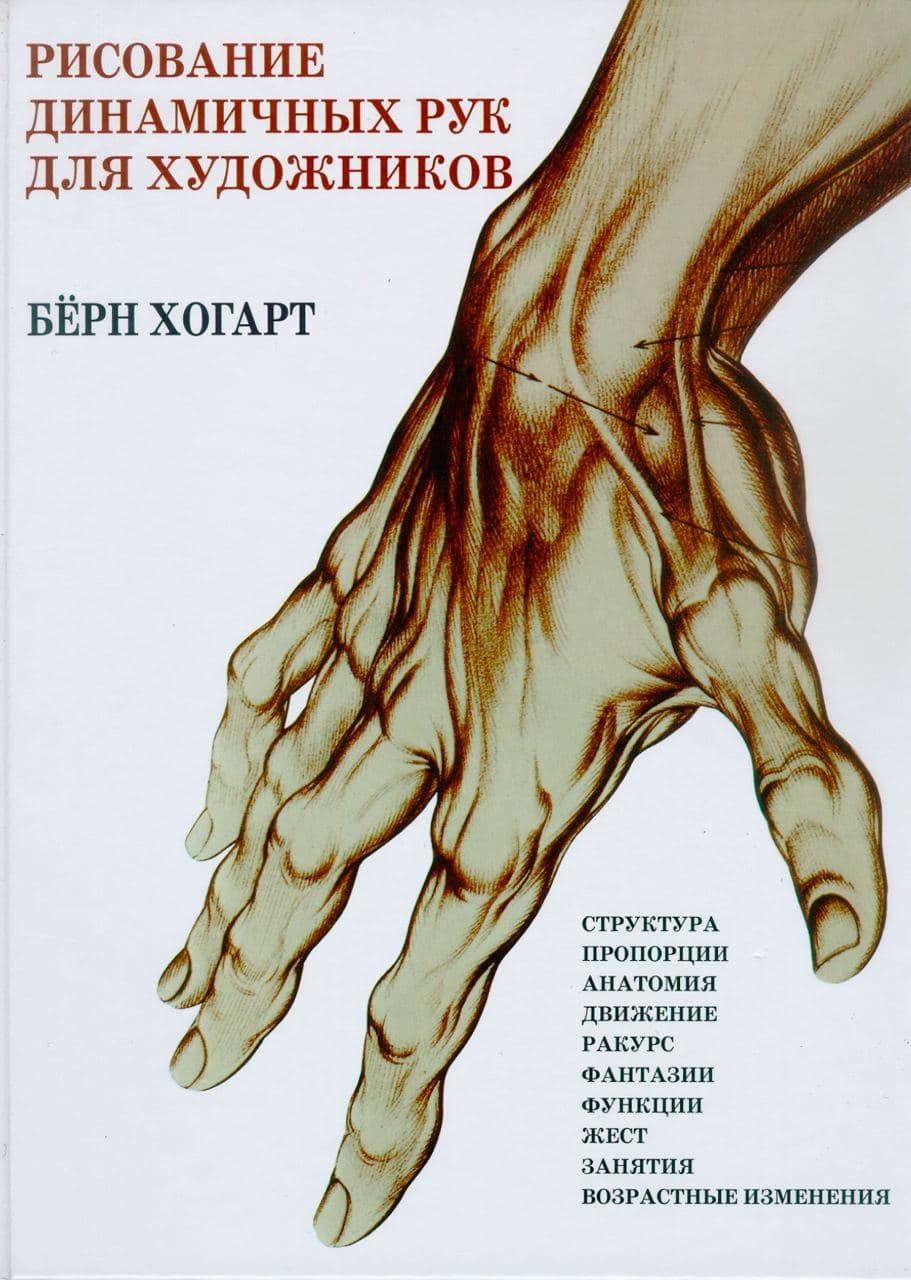 РИСОВАНИЕ
ДИНАМИЧНЫХ РУК
ДЛЯ ХУДОЖНИКОВ
БЁРН ХОГАРТ
СТРУКТУРА
ПРОПОРЦИИ
АНАТОМИЯ
ДВИЖЕНИЕ
РАКУРС
ФАНТАЗИИ
ФУНКЦИИ
ЖЕСТ
ЗАНЯТИЯ
ВОЗРАСТНЫЕ ИЗМЕНЕНИЯ